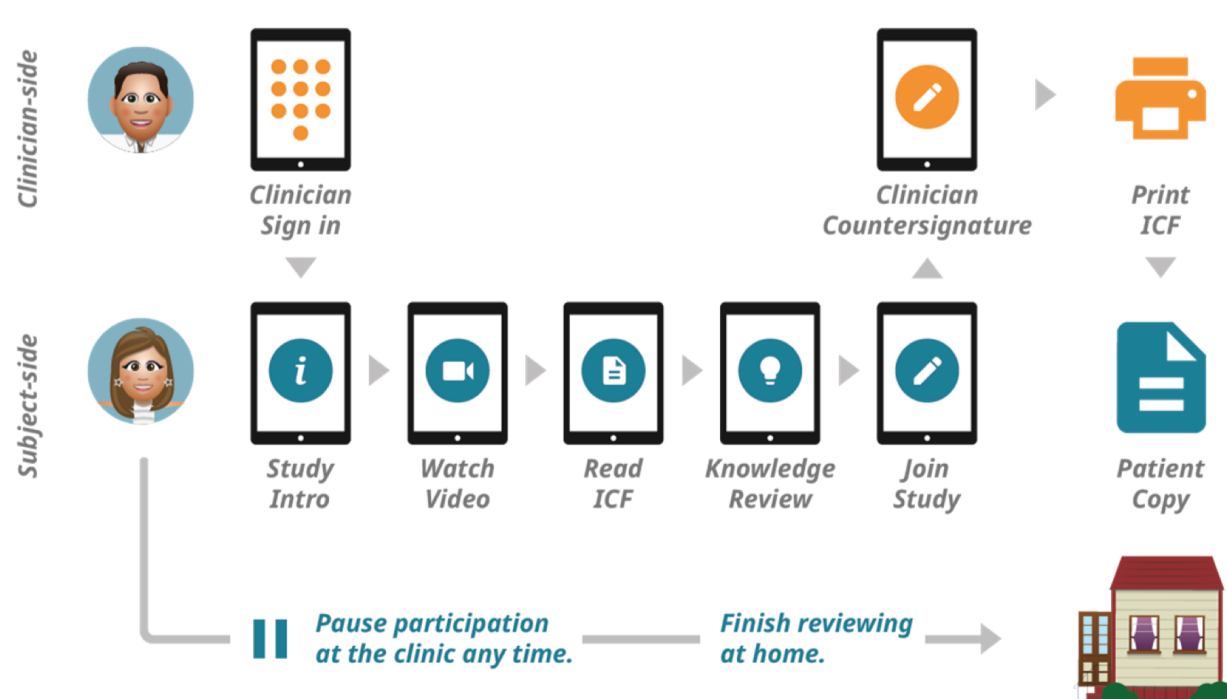 Clinician-side
Clinician
Sign in
Clinician
Countersignature
Print
ICF
Subject-side
i
Study
Intro
Watch
Video
Read
ICF
Knowledge
Review
Join
Study
Patient
Copy
Pause participation
at the clinic any time.
Finish reviewing
at home.